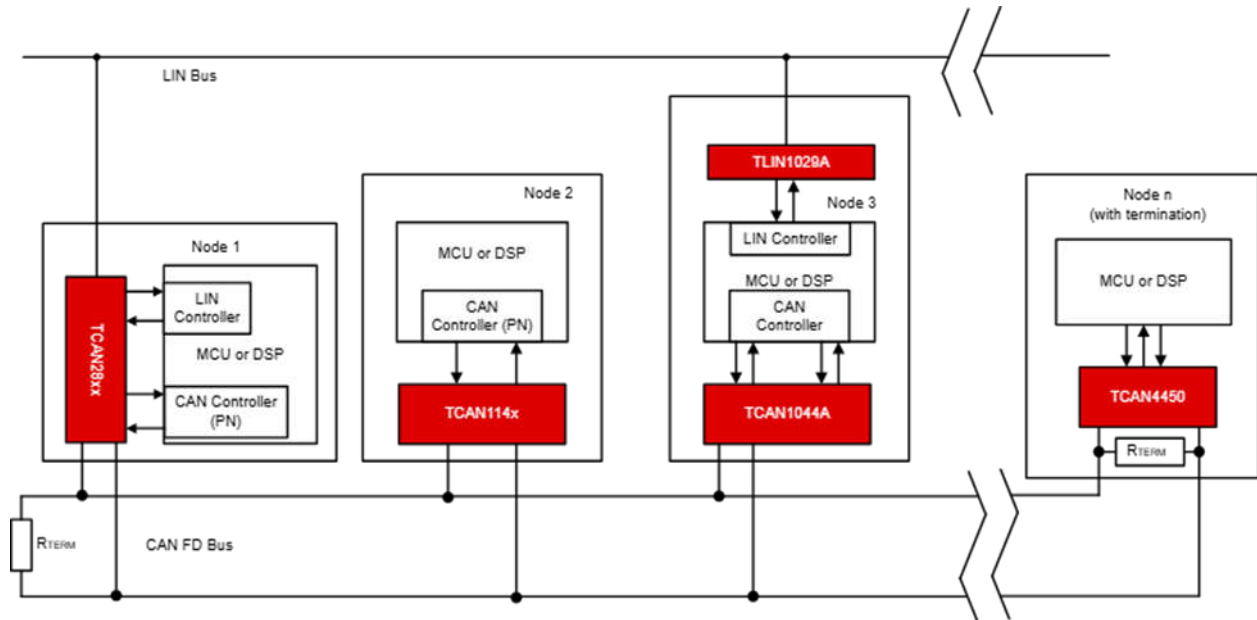 LIN Bus
Node 1
TCAN28xx
LIN
Controller
MCU or DSP
CAN Controller
(PN)
Node 2
MCU or DSP
CAN
Controller (PN)
TCAN114x
TLIN1029A
Node 3
LIN Controller
MCU or DSP
CAN
Controller
TCAN1044A
Node n
(with termination)
MCU or DSP
TCAN4450
RTERM
RTERM
CAN FD Bus